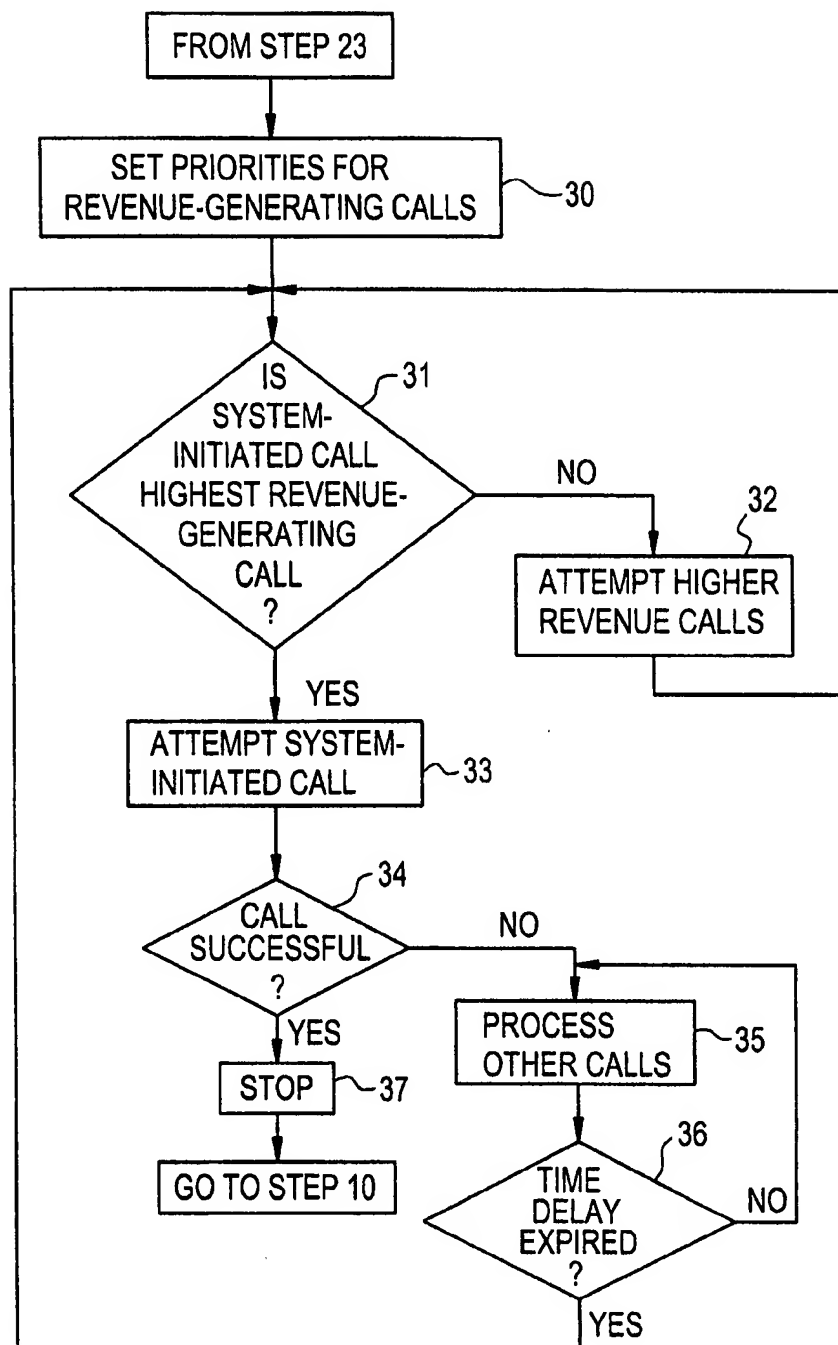 FROM STEP 23
SET PRIORITIES FOR
REVENUE-GENERATING CALLS
30
IS
SYSTEM-
INITIATED CALL
HIGHEST REVENUE-
GENERATING
CALL
?
31
NO
32
ATTEMPT HIGHER
REVENUE CALLS
YES
ATTEMPT SYSTEM-
INITIATED CALL
33
34
CALL
SUCCESSFUL
?
NO
YES
PROCESS
OTHER CALLS
35
STOP
37
GO TO STEP 10
36
TIME
DELAY
EXPIRED
?
NO
YES